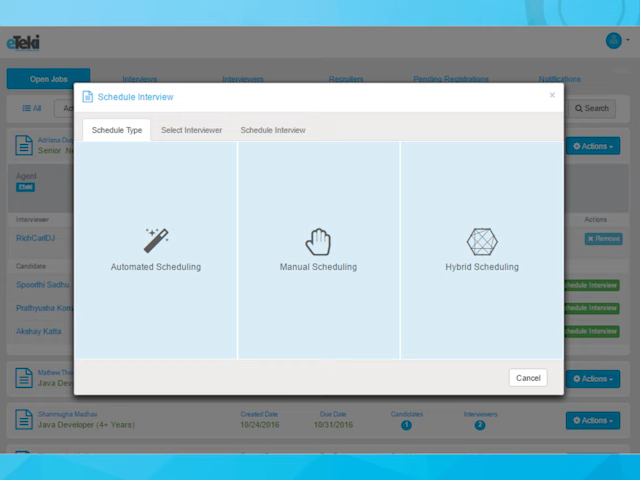 eTeki
Open Jobs
Interviews
Interviewers
Recruiters
Pending Registrations
Notifications
Schedule Interview
×
All
Search
Schedule Type
Select Interviewer
Schedule Interview
Actions
Senior
Agent
Interviewer
Actions
RichCarlDJ
Remove
Automated Scheduling
Manual Scheduling
Hybrid Scheduling
Candidate
Spoorthi Sadhu
Schedule Interview
Prathyusha
Schedule Interview
Akshay Katta
Schedule Interview
Cancel
Java
Actions
Shanmugha Madhav
Created Date
Due Date
Candidates
Interviewers
Java Developer (4+ Years)
10/24/2016
10/31/2016
1
2
Actions